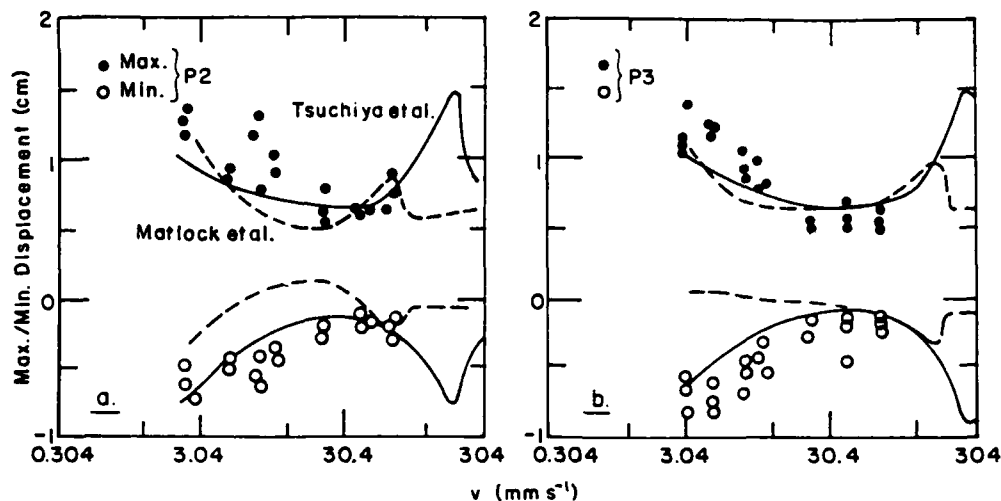 Max./Min. Displacement (cm)
2
1
0
-1
● Max. } P2
○ Min.
Tsuchiya et al.
Matlock et al.
a.
0.304 3.04 30.4 304
2
1
0
-1
● } P3
○
b.
0.304 3.04 30.4 304
v (mm s⁻¹)